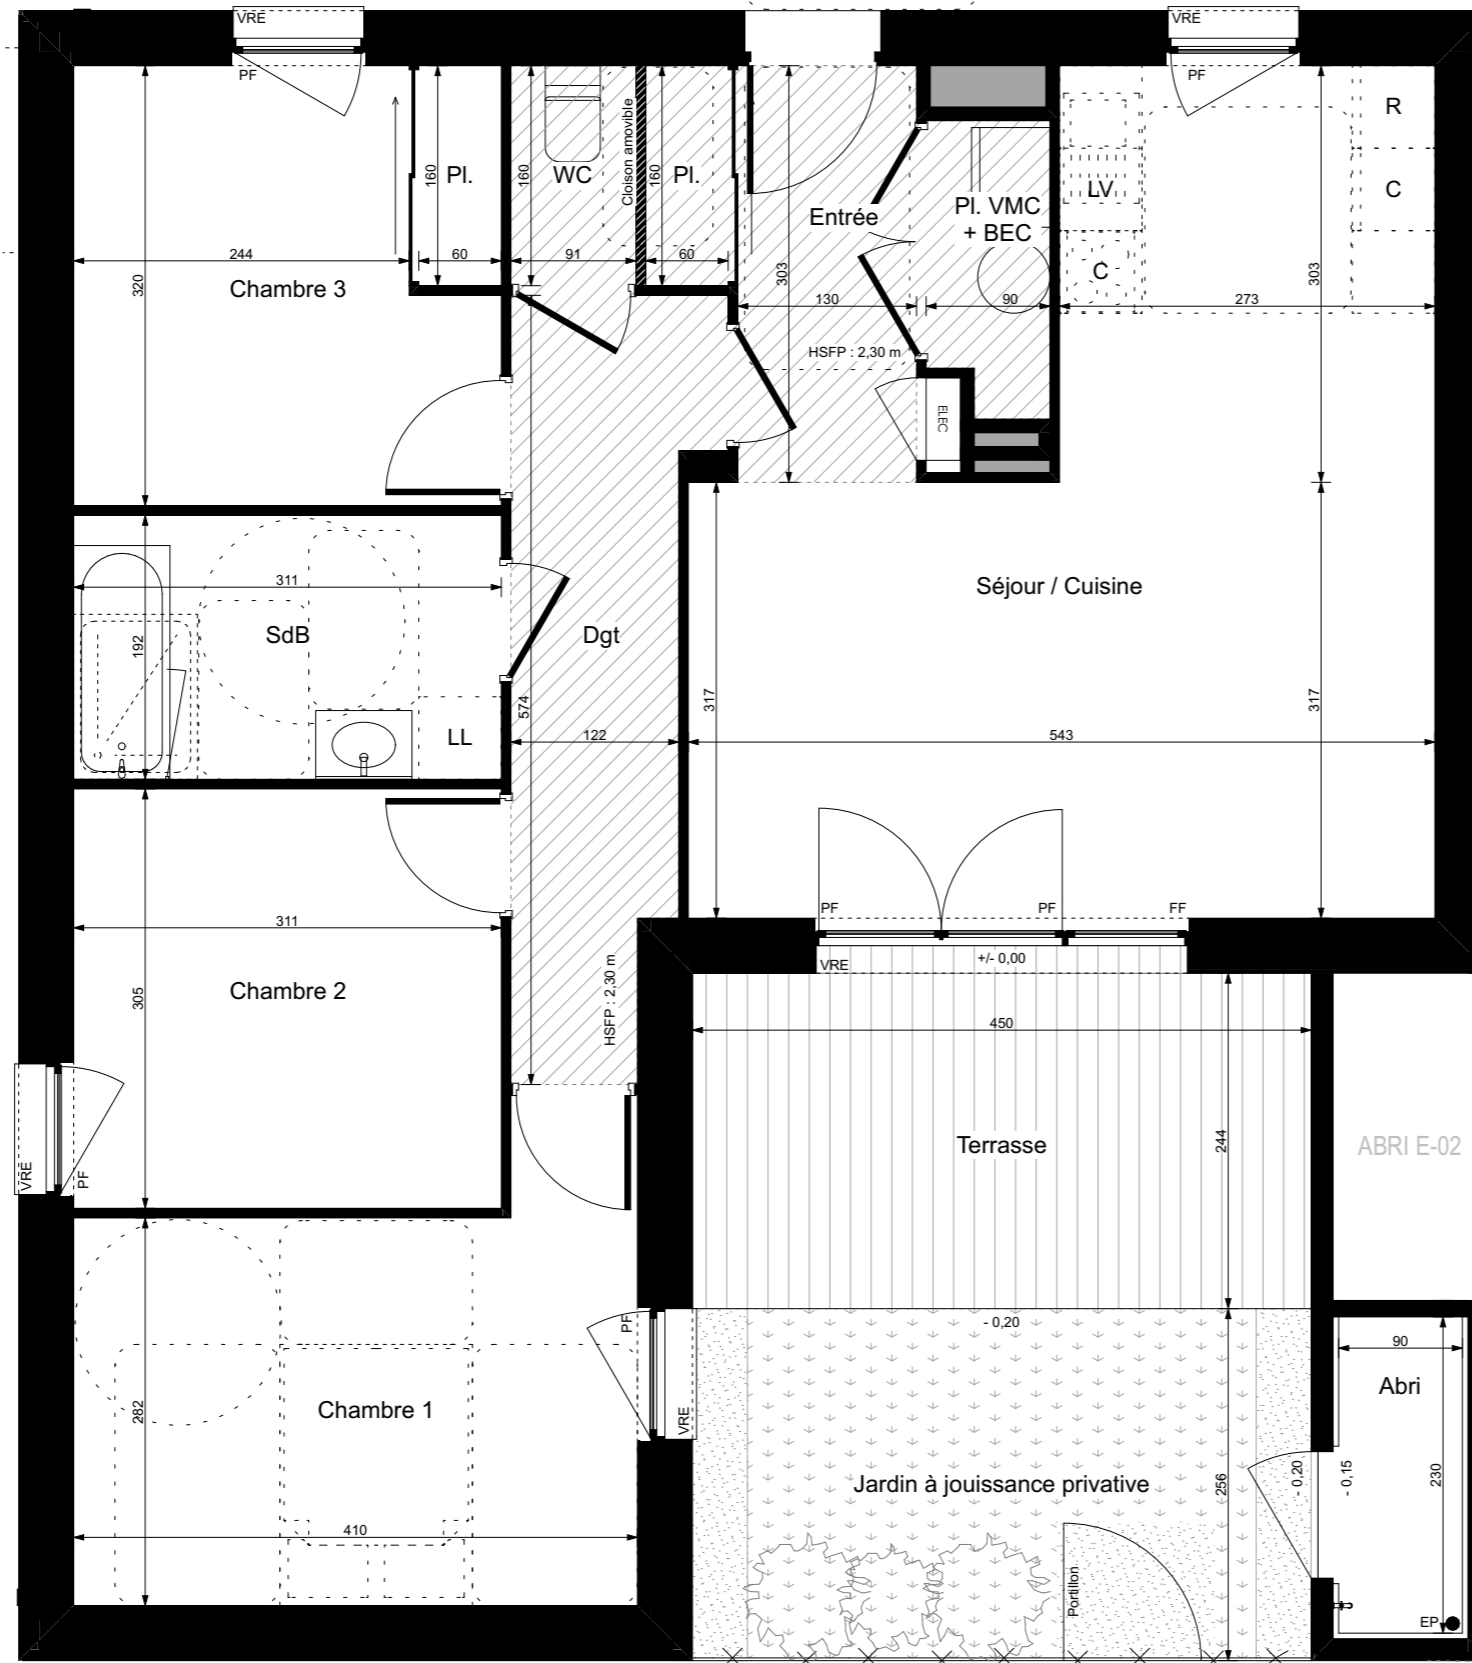 VRE
VRE
PF
PF
R
Pl.
160
WC
160
Cloison amovible
160
Pl.
Entrée
Pl. VMC
+ BEC
LV
C
C
244
60
91
60
303
303
320
Chambre 3
130
90
273
HSFP : 2,30 m
ELEC
311
Séjour / Cuisine
SdB
192
Dgt
574
317
317
LL
122
543
311
PF
PF
FF
VRE
+/- 0,00
Chambre 2
305
HSFP : 2,30 m
450
VRE
PF
Terrasse
244
ABRI E-02
- 0,20
PF
VRE
90
Abri
Chambre 1
282
Jardin à jouissance privative
256
- 0,20
- 0,15
230
410
Portillon
EP